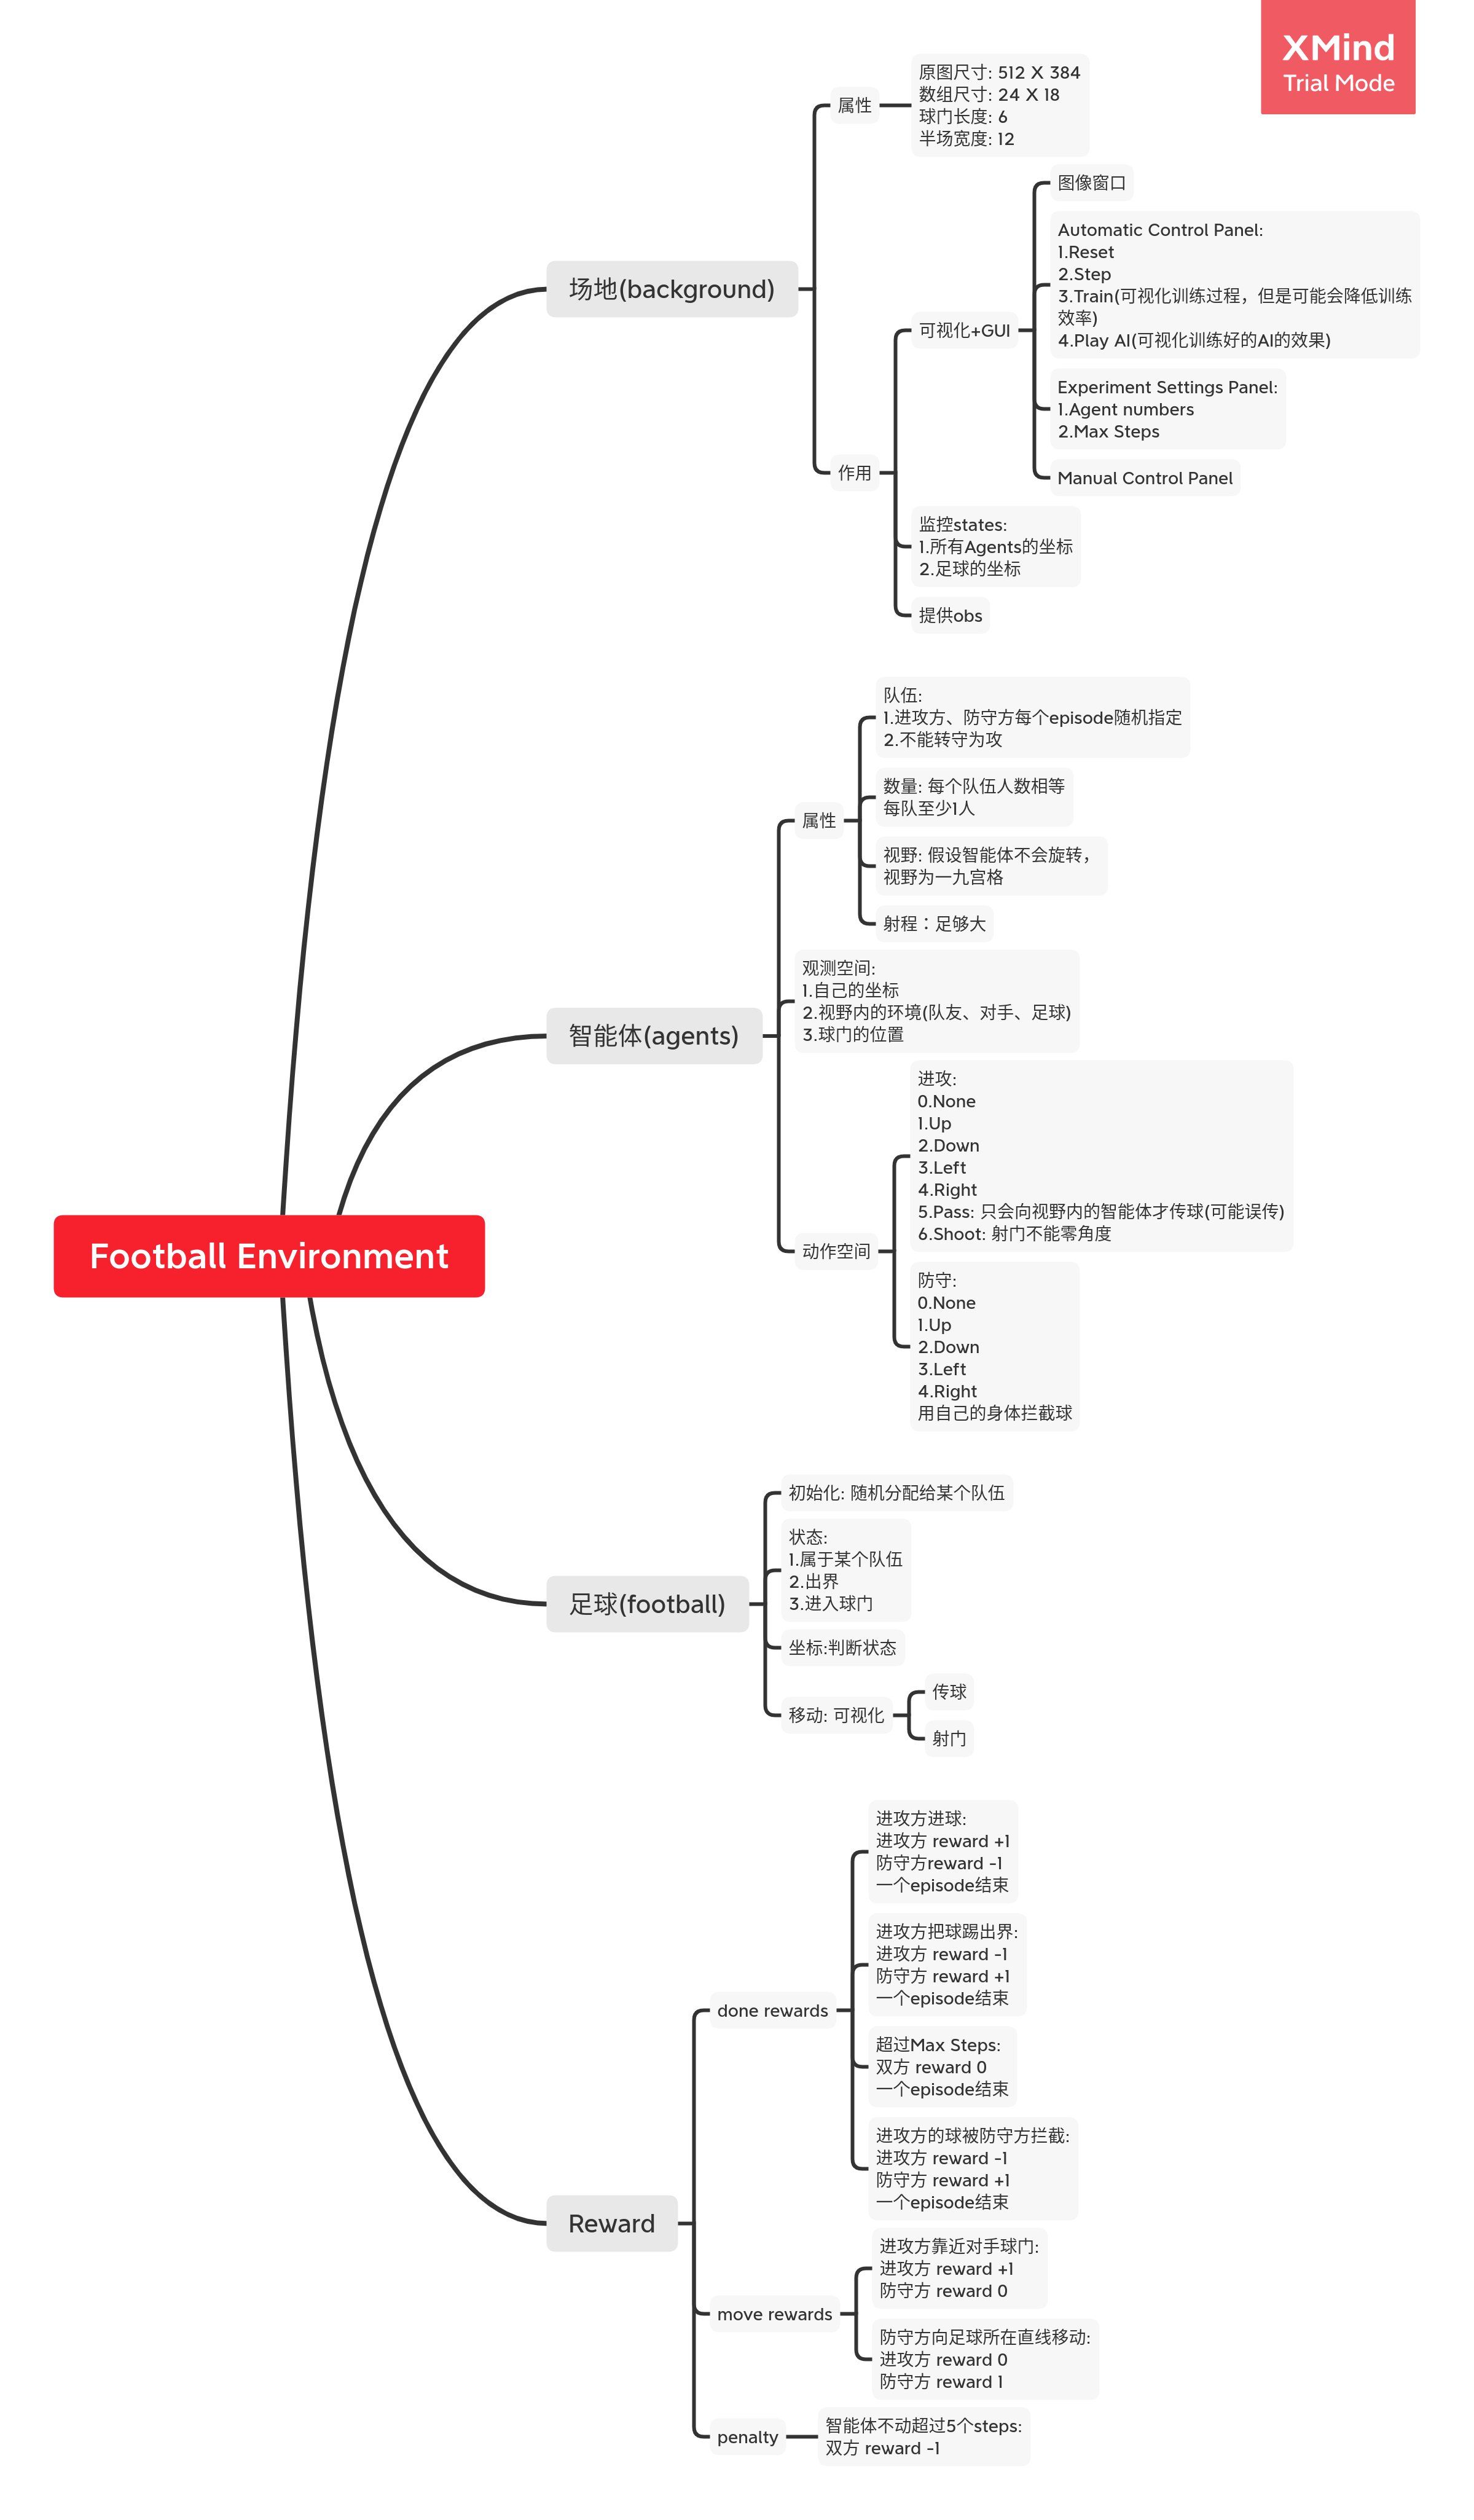 XMind
Trial Mode
Football Environment
场地(background)
属性
原图尺寸: 512 X 384
数组尺寸: 24 X 18
球门长度: 6
半场宽度: 12
作用
可视化+GUI
图像窗口
Automatic Control Panel:
1.Reset
2.Step
3.Train(可视化训练过程，但是可能会降低训练
效率)
4.Play AI(可视化训练好的AI的效果)
Experiment Settings Panel:
1.Agent numbers
2.Max Steps
Manual Control Panel
监控states:
1.所有Agents的坐标
2.足球的坐标
提供obs
智能体(agents)
属性
队伍:
1.进攻方、防守方每个episode随机指定
2.不能转守为攻
数量: 每个队伍人数相等
每队至少1人
视野: 假设智能体不会旋转，
视野为一九宫格
射程：足够大
观测空间:
1.自己的坐标
2.视野内的环境(队友、对手、足球)
3.球门的位置
动作空间
进攻:
0.None
1.Up
2.Down
3.Left
4.Right
5.Pass: 只会向视野内的智能体才传球(可能误传)
6.Shoot: 射门不能零角度
防守:
0.None
1.Up
2.Down
3.Left
4.Right
用自己的身体拦截球
足球(football)
初始化: 随机分配给某个队伍
状态:
1.属于某个队伍
2.出界
3.进入球门
坐标:判断状态
移动: 可视化
传球
射门
Reward
done rewards
进攻方进球:
进攻方 reward +1
防守方reward -1
一个episode结束
进攻方把球踢出界:
进攻方 reward -1
防守方 reward +1
一个episode结束
超过Max Steps:
双方 reward 0
一个episode结束
进攻方的球被防守方拦截:
进攻方 reward -1
防守方 reward +1
一个episode结束
move rewards
进攻方靠近对手球门:
进攻方 reward +1
防守方 reward 0
防守方向足球所在直线移动:
进攻方 reward 0
防守方 reward 1
penalty
智能体不动超过5个steps:
双方 reward -1